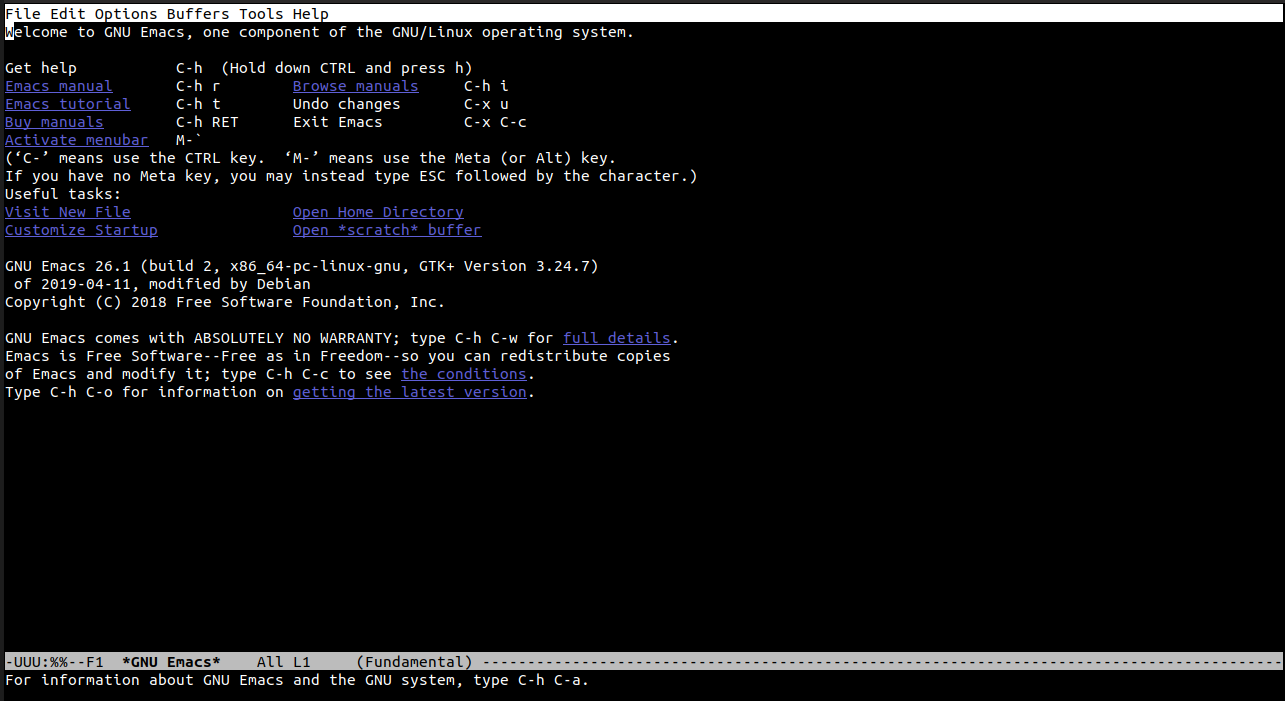 File Edit Options Buffers Tools Help
Welcome to GNU Emacs, one component of the GNU/Linux operating system.
Get help           C-h  (Hold down CTRL and press h)
Emacs manual       C-h r        Browse manuals     C-h i
Emacs tutorial     C-h t        Undo changes       C-x u
Buy manuals        C-h RET      Exit Emacs         C-x C-c
Activate menubar   M-`
(‘C-’ means use the CTRL key.  ‘M-’ means use the Meta (or Alt) key.
If you have no Meta key, you may instead type ESC followed by the character.)
Useful tasks:
Visit New File                  Open Home Directory
Customize Startup               Open *scratch* buffer
GNU Emacs 26.1 (build 2, x86_64-pc-linux-gnu, GTK+ Version 3.24.7)
 of 2019-04-11, modified by Debian
Copyright (C) 2018 Free Software Foundation, Inc.
GNU Emacs comes with ABSOLUTELY NO WARRANTY; type C-h C-w for full details.
Emacs is Free Software--Free as in Freedom--so you can redistribute copies
of Emacs and modify it; type C-h C-c to see the conditions.
Type C-h C-o for information on getting the latest version.
-UUU:%%--F1  *GNU Emacs*    All L1     (Fundamental) -----------------------------------------------------------------------------------------
For information about GNU Emacs and the GNU system, type C-h C-a.